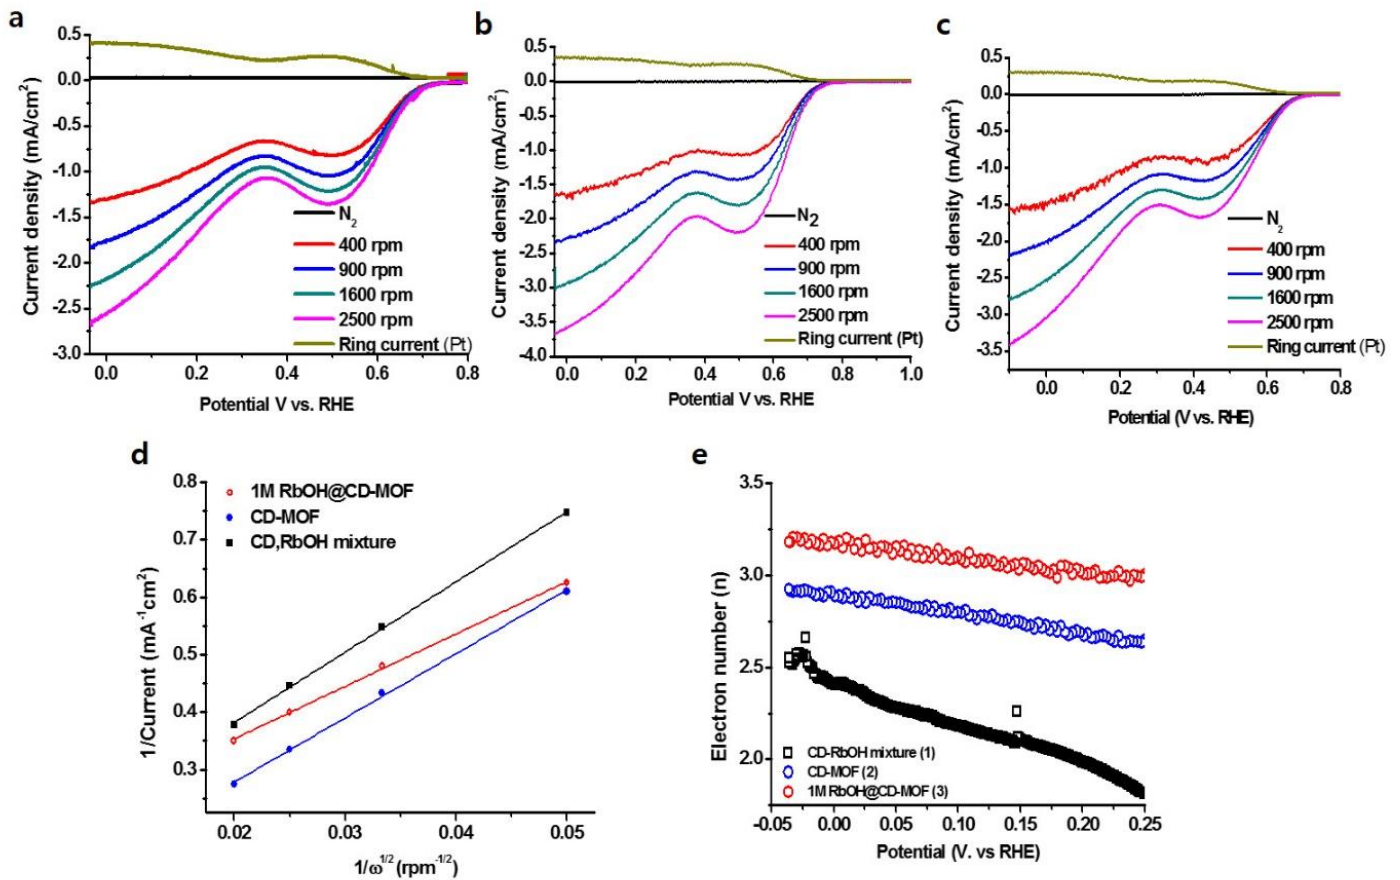 a
0.5
0.0
-0.5
-1.0
-1.5
-2.0
-2.5
-3.0
Current density (mA/cm²)
0.0 0.2 0.4 0.6 0.8
Potential V vs. RHE
N₂
400 rpm
900 rpm
1600 rpm
2500 rpm
Ring current (Pt)
b
0.5
0.0
-0.5
-1.0
-1.5
-2.0
-2.5
-3.0
-3.5
-4.0
Current density (mA/cm²)
0.0 0.2 0.4 0.6 0.8 1.0
Potential V vs. RHE
N2
400 rpm
900 rpm
1600 rpm
2500 rpm
Ring current (Pt)
c
0.5
0.0
-0.5
-1.0
-1.5
-2.0
-2.5
-3.0
-3.5
Current density (mA/cm²)
0.0 0.2 0.4 0.6 0.8
Potential (V vs. RHE)
N₂
400 rpm
900 rpm
1600 rpm
2500 rpm
Ring current (Pt)
d
0.8
0.7
0.6
0.5
0.4
0.3
1/Current (mA⁻¹cm²)
0.02 0.03 0.04 0.05
1/ω^1/2 (rpm^-1/2)
1M RbOH@CD-MOF
CD-MOF
CD,RbOH mixture
e
3.5
3.0
2.5
2.0
Electron number (n)
-0.05 0.00 0.05 0.10 0.15 0.20 0.25
Potential (V. vs RHE)
CD-RbOH mixture (1)
CD-MOF (2)
1M RbOH@CD-MOF (3)